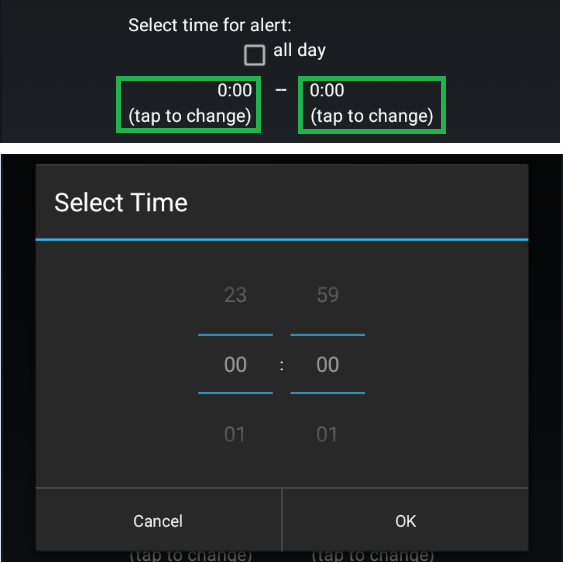 Select time for alert:
all day
0:00 -- 0:00
(tap to change) (tap to change)
Select Time
23 59
00 : 00
01 01
Cancel OK
(tap to change) (tap to change)